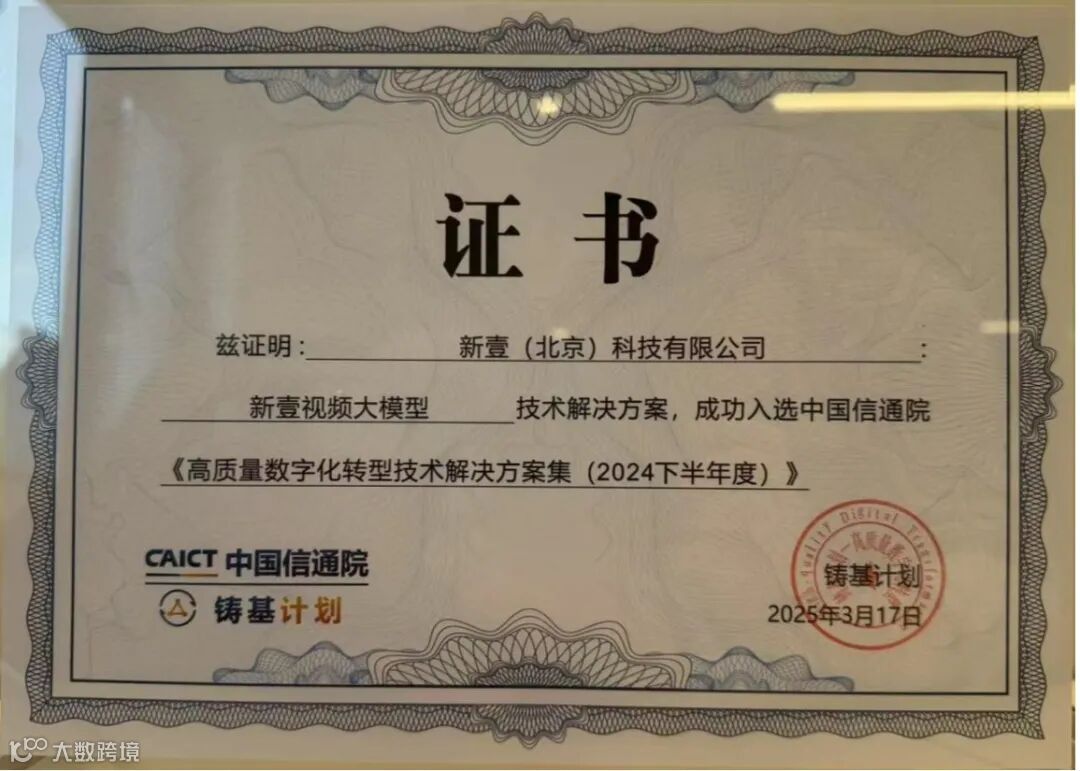 证 书
兹证明: 新壹（北京）科技有限公司 :
新壹视频大模型 技术解决方案，成功入选中国信通院
《高质量数字化转型技术解决方案集（2024下半年度）》
CAICT 中国信通院
铸基计划
Quality Digital Transform
铸基计划
2025年3月17日
大数跨境